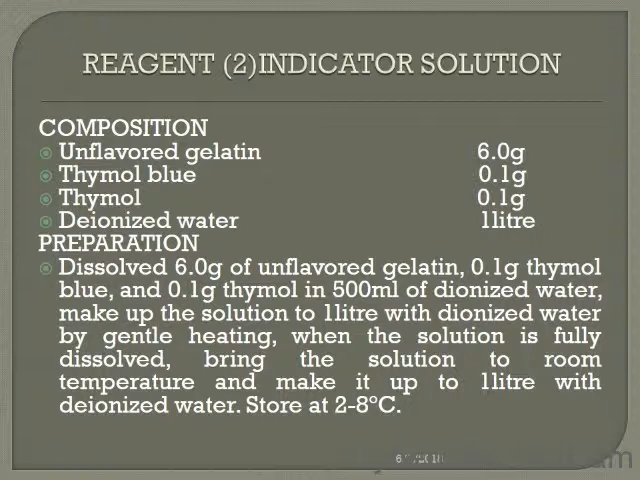 REAGENT (2)INDICATOR SOLUTION
COMPOSITION
Unflavored gelatin 6.0g
Thymol blue 0.1g
Thymol 0.1g
Deionized water 1litre
PREPARATION
Dissolved 6.0g of unflavored gelatin, 0.1g thymol
blue, and 0.1g thymol in 500ml of dionized water,
make up the solution to 1litre with dionized water
by gentle heating, when the solution is fully
dissolved, bring the solution to room
temperature and make it up to 1litre with
deionized water. Store at 2-8°C.